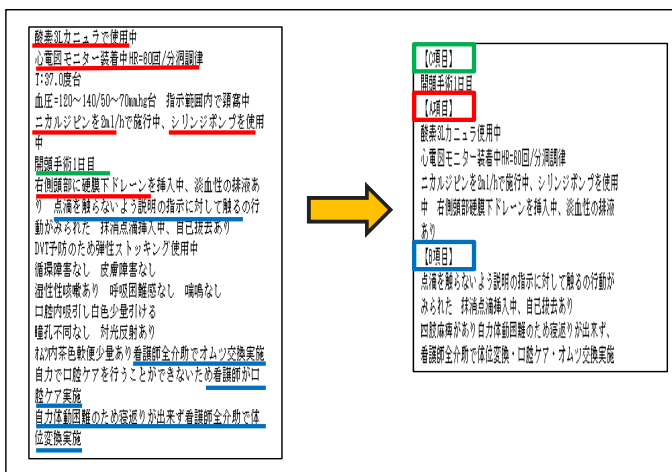 酸素3Lカニュラで使用中
心電図モニター装着中HR=80回/分洞調律
T:37.0度台
血圧=120～140/50～70mmhg台　指示範囲内で頭高中
ニカルジピンを2ml/hで施行中、シリンジポンプを使用
中
開頭手術1日目
右側頭部に硬膜下ドレーンを挿入中、淡血性の排液あ
り　点滴を触らないよう説明の指示に対して触るの行
動がみられた　抹消点滴挿入中、自己抜去あり
DVT予防のため弾性ストッキング使用中
循環障害なし　皮膚障害なし
湿性性咳嗽あり　呼吸困難感なし　喘鳴なし
口腔内吸引し白色少量引ける
瞳孔不同なし　対光反射あり
オムツ内茶色軟便少量あり看護師全介助でオムツ交換実施
自力で口腔ケアを行うことができないため看護師が口
腔ケア実施
自力体動困難のため寝返りが出来ず看護師全介助で体
位変換実施
【C項目】
開頭手術1日目
【A項目】
酸素3Lカニュラ使用中
心電図モニター装着中HR=80回/分洞調律
ニカルジピンを2ml/hで施行中、シリンジポンプを使用
中　右側頭部硬膜下ドレーンを挿入中、淡血性の排液
あり
【B項目】
点滴を触らないよう説明の指示に対して触るの行動が
みられた　抹消点滴挿入中、自己抜去あり
四肢麻痺があり自力体動困難のため寝返りが出来ず、
看護師全介助で体位変換・口腔ケア・オムツ交換実施